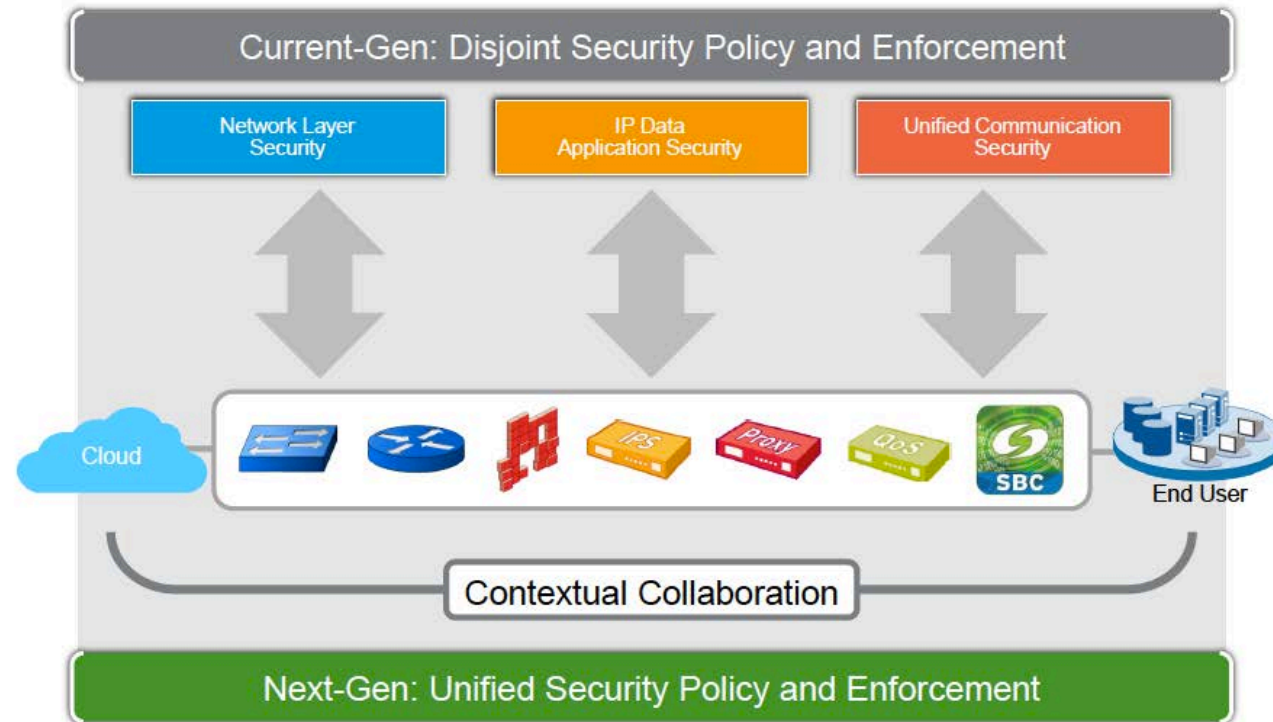 Current-Gen: Disjoint Security Policy and Enforcement
Network Layer
Security
IP Data
Application Security
Unified Communication
Security
Cloud
IPS
Proxy
QoS
SBC
End User
Contextual Collaboration
Next-Gen: Unified Security Policy and Enforcement